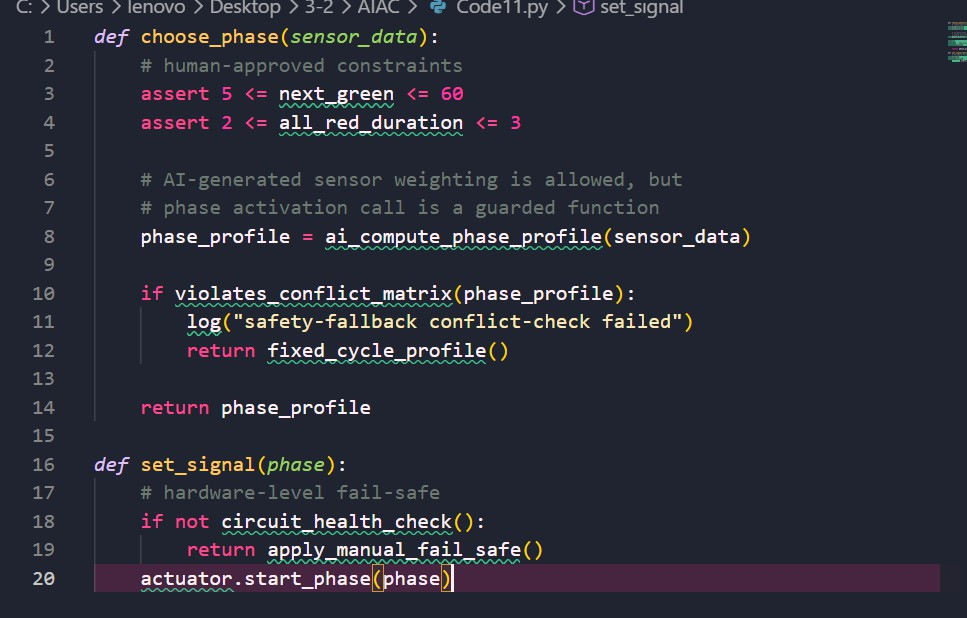 C: > Users > lenovo > Desktop > 3-2 > AIAC > Code11.py > set_signal
1 def choose_phase(sensor_data):
2 # human-approved constraints
3 assert 5 <= next_green <= 60
4 assert 2 <= all_red_duration <= 3
5
6 # AI-generated sensor weighting is allowed, but
7 # phase activation call is a guarded function
8 phase_profile = ai_compute_phase_profile(sensor_data)
9
10 if violates_conflict_matrix(phase_profile):
11 log("safety-fallback conflict-check failed")
12 return fixed_cycle_profile()
13
14 return phase_profile
15
16 def set_signal(phase):
17 # hardware-level fail-safe
18 if not circuit_health_check():
19 return apply_manual_fail_safe()
20 actuator.start_phase(phase)